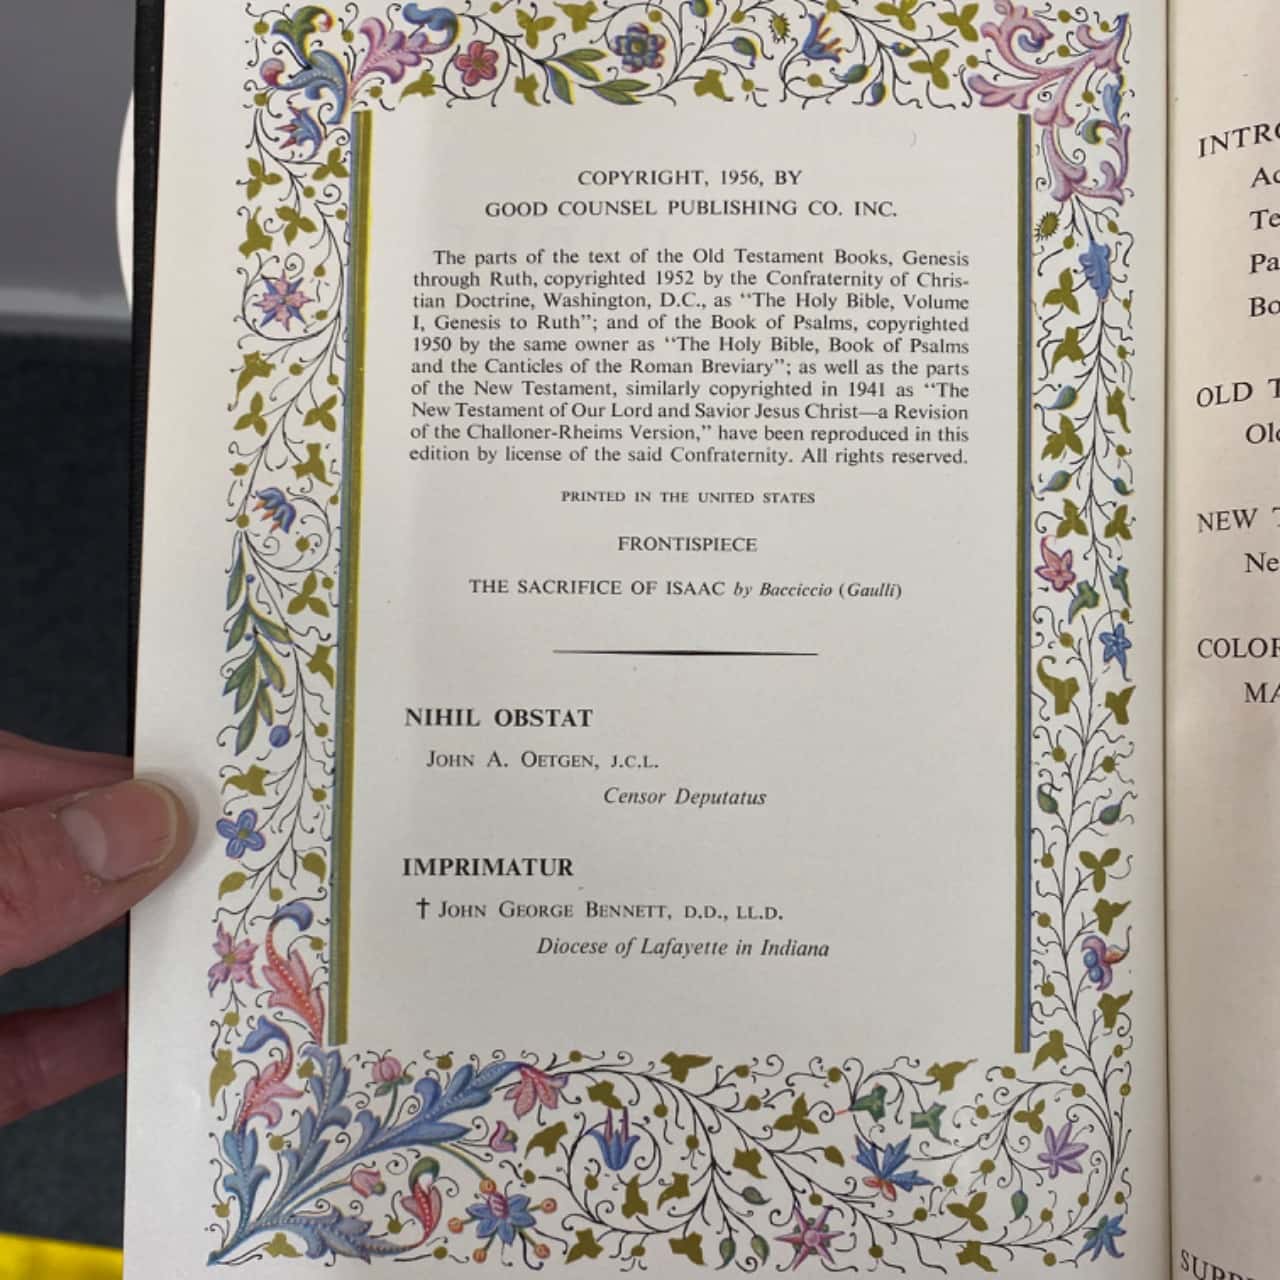 COPYRIGHT, 1956, BY
GOOD COUNSEL PUBLISHING CO. INC.
The parts of the text of the Old Testament Books, Genesis
through Ruth, copyrighted 1952 by the Confraternity of Chris-
tian Doctrine, Washington, D.C., as "The Holy Bible, Volume
I, Genesis to Ruth"; and of the Book of Psalms, copyrighted
1950 by the same owner as "The Holy Bible, Book of Psalms
and the Canticles of the Roman Breviary"; as well as the parts
of the New Testament, similarly copyrighted in 1941 as "The
New Testament of Our Lord and Savior Jesus Christ—a Revision
of the Challoner-Rheims Version," have been reproduced in this
edition by license of the said Confraternity. All rights reserved.
PRINTED IN THE UNITED STATES
FRONTISPIECE
THE SACRIFICE OF ISAAC by Bacciccio (Gaulli)
NIHIL OBSTAT
JOHN A. OETGEN, J.C.L.
Censor Deputatus
IMPRIMATUR
† JOHN GEORGE BENNETT, D.D., LL.D.
Diocese of Lafayette in Indiana
OLD
NEW